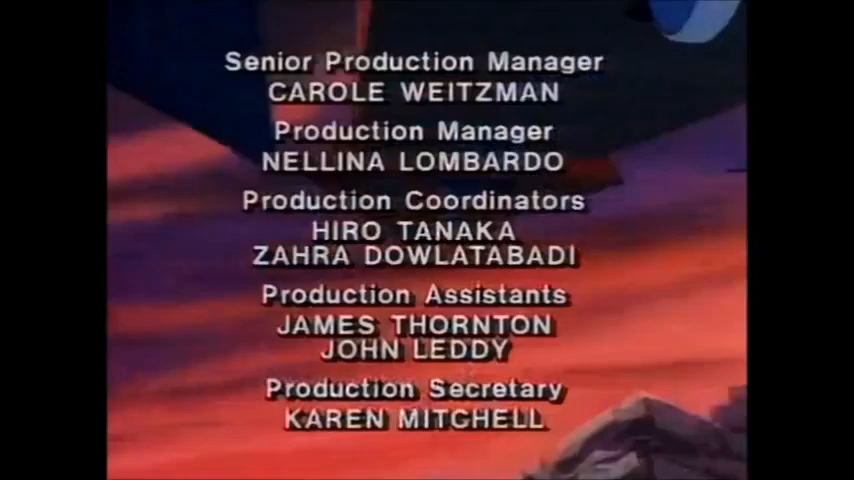 Senior Production Manager
CAROLE WEITZMAN
Production Manager
NELLINA LOMBARDO
Production Coordinators
HIRO TANAKA
ZAHRA DOWLATABADI
Production Assistants
JAMES THORNTON
JOHN LEDDY
Production Secretary
KAREN MITCHELL